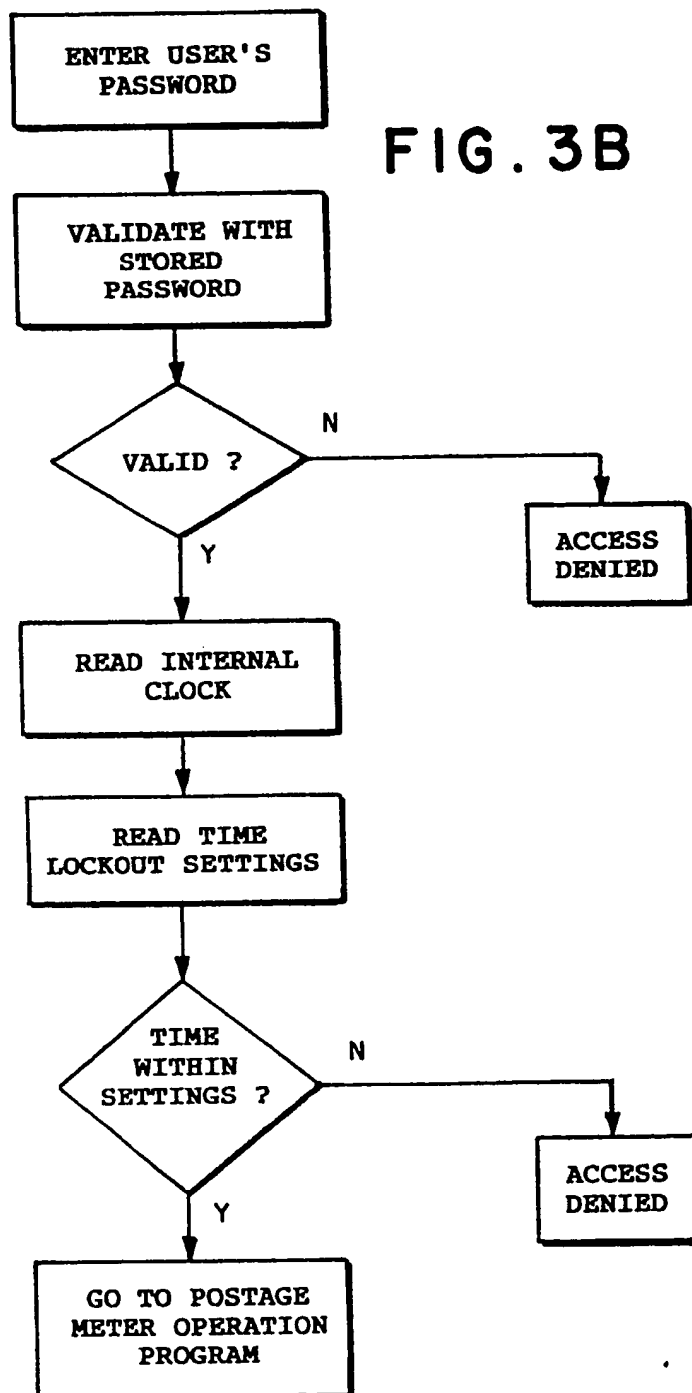 ENTER USER'S
PASSWORD
FIG. 3B
VALIDATE WITH
STORED
PASSWORD
VALID ?
N
Y
ACCESS
DENIED
READ INTERNAL
CLOCK
READ TIME
LOCKOUT SETTINGS
TIME
WITHIN
SETTINGS ?
N
Y
ACCESS
DENIED
GO TO POSTAGE
METER OPERATION
PROGRAM